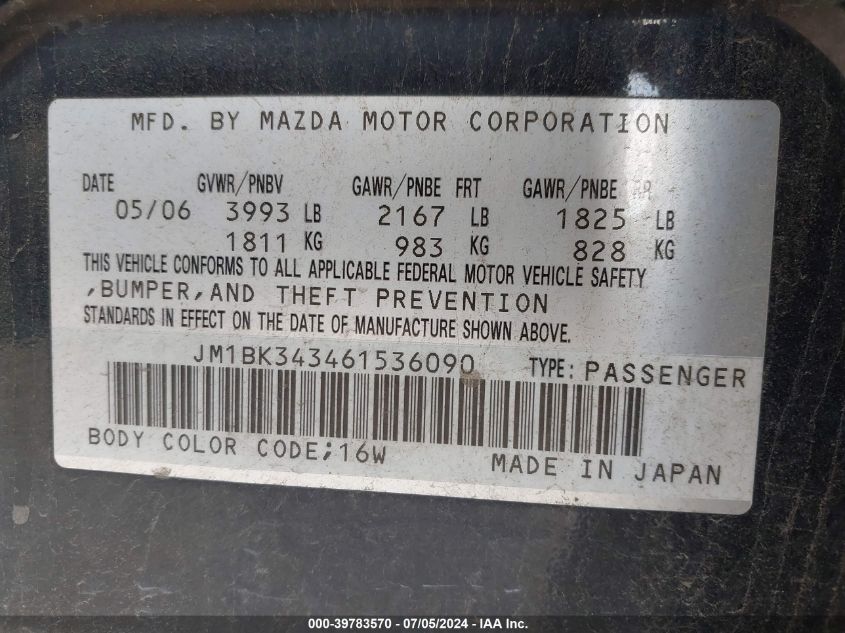 MFD. BY MAZDA MOTOR CORPORATION
DATE GVWR/PNBV GAWR/PNBE FRT GAWR/PNBE RR
05/06 3993 LB 2167 LB 1825 LB
1811 KG 983 KG 828 KG
THIS VEHICLE CONFORMS TO ALL APPLICABLE FEDERAL MOTOR VEHICLE SAFETY
,BUMPER,AND THEFT PREVENTION
STANDARDS IN EFFECT ON THE DATE OF MANUFACTURE SHOWN ABOVE.
JM1BK343461536090 TYPE: PASSENGER
BODY COLOR CODE;16W
MADE IN JAPAN
000-39783570 - 07/05/2024 - IAA Inc.